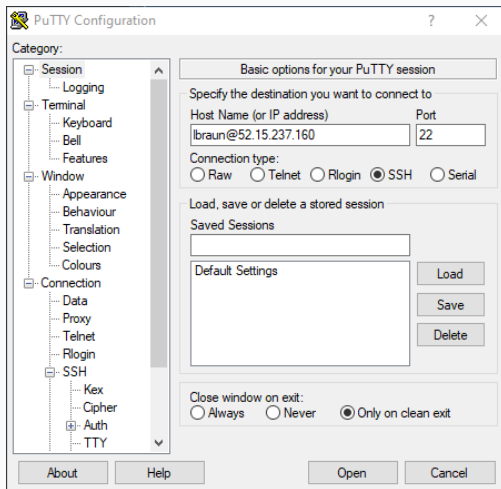 PuTTY Configuration
? ×
Category:
Session
Logging
Terminal
Keyboard
Bell
Features
Window
Appearance
Behaviour
Translation
Selection
Colours
Connection
Data
Proxy
Telnet
Rlogin
SSH
Kex
Cipher
Auth
TTY
Basic options for your PuTTY session
Specify the destination you want to connect to
Host Name (or IP address) Port
lbraun@52.15.237.160 22
Connection type:
Raw Telnet Rlogin SSH Serial
Load, save or delete a stored session
Saved Sessions
Default Settings
Load
Save
Delete
Close window on exit:
Always Never Only on clean exit
About Help Open Cancel